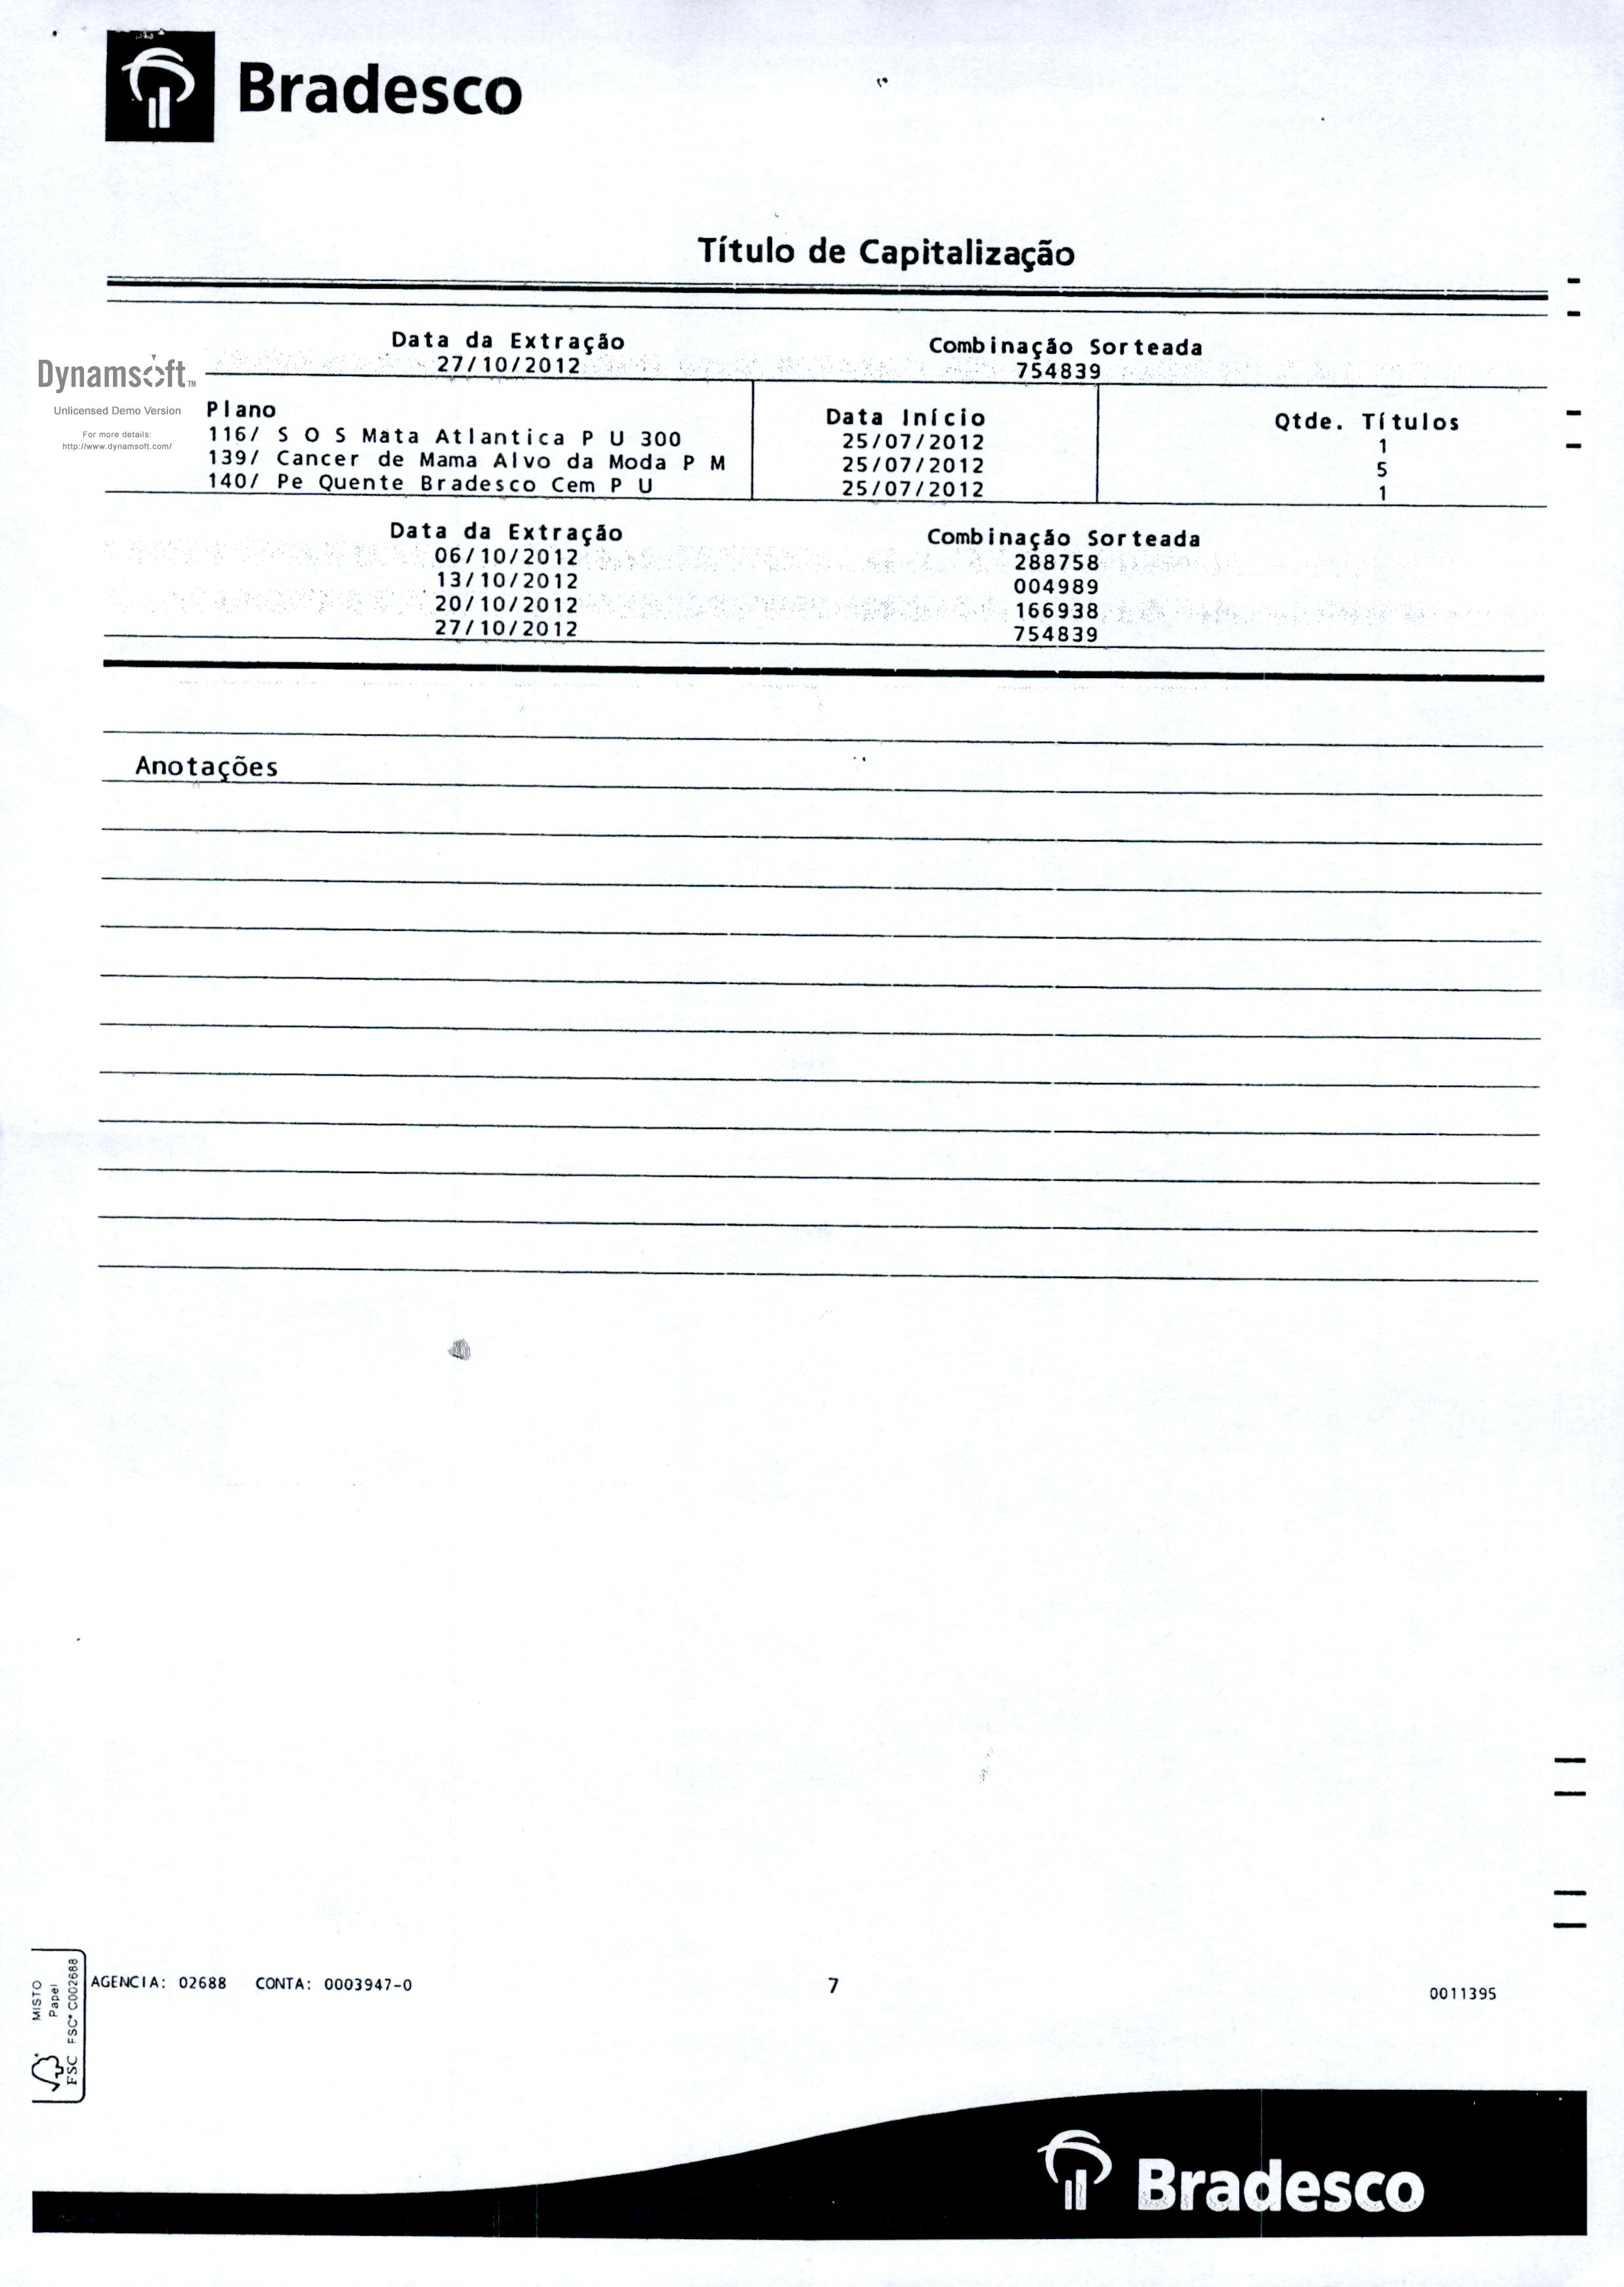 Bradesco
Título de Capitalização
Data da Extração Combinação Sorteada
27/10/2012 754839
Dynamsoft TM
Unlicensed Demo Version
For more details:
http://www.dynamsoft.com/
Plano Data Início Qtde. Títulos
116/ S O S Mata Atlantica P U 300 25/07/2012 1
139/ Cancer de Mama Alvo da Moda P M 25/07/2012 5
140/ Pe Quente Bradesco Cem P U 25/07/2012 1
Data da Extração Combinação Sorteada
06/10/2012 288758
13/10/2012 004989
20/10/2012 166938
27/10/2012 754839
Anotações
MISTO
Papel
FSC® C002688
FSC
AGENCIA: 02688 CONTA: 0003947-0 7 0011395
Bradesco